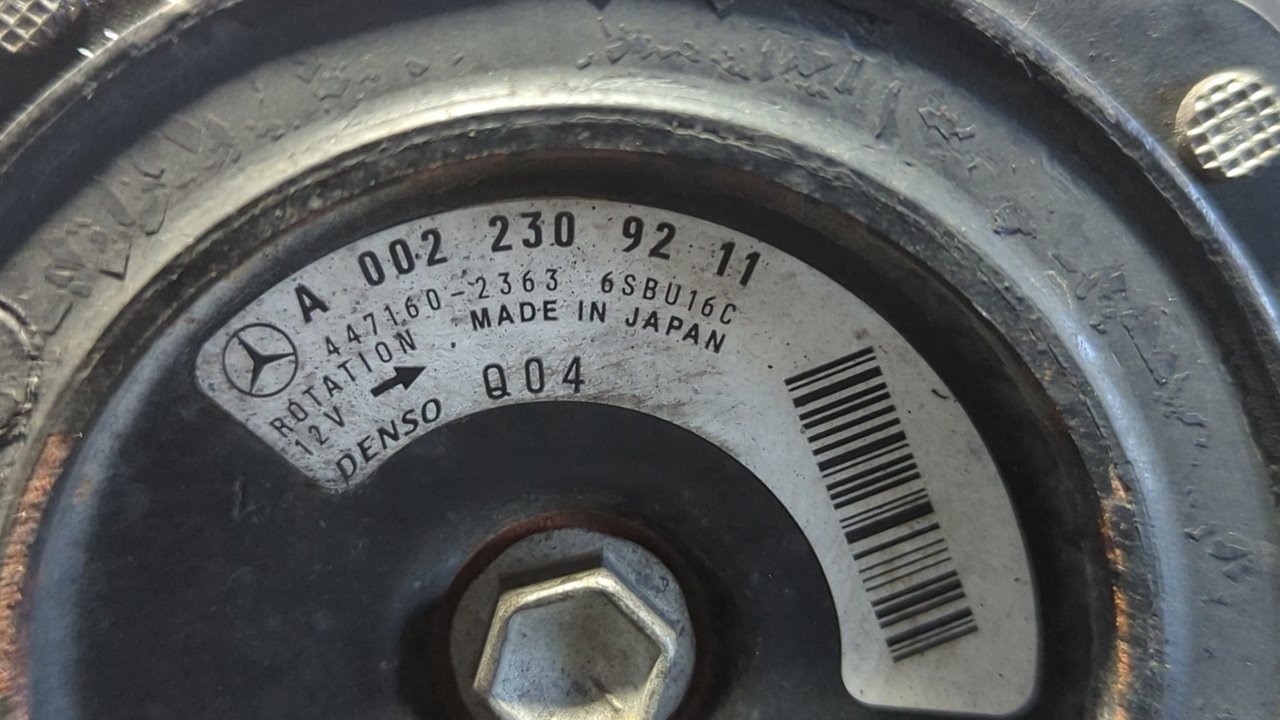 A 002 230 92 11
447160-2363 6SBU16C
ROTATION
MADE IN JAPAN
12V
DENSO
Q04